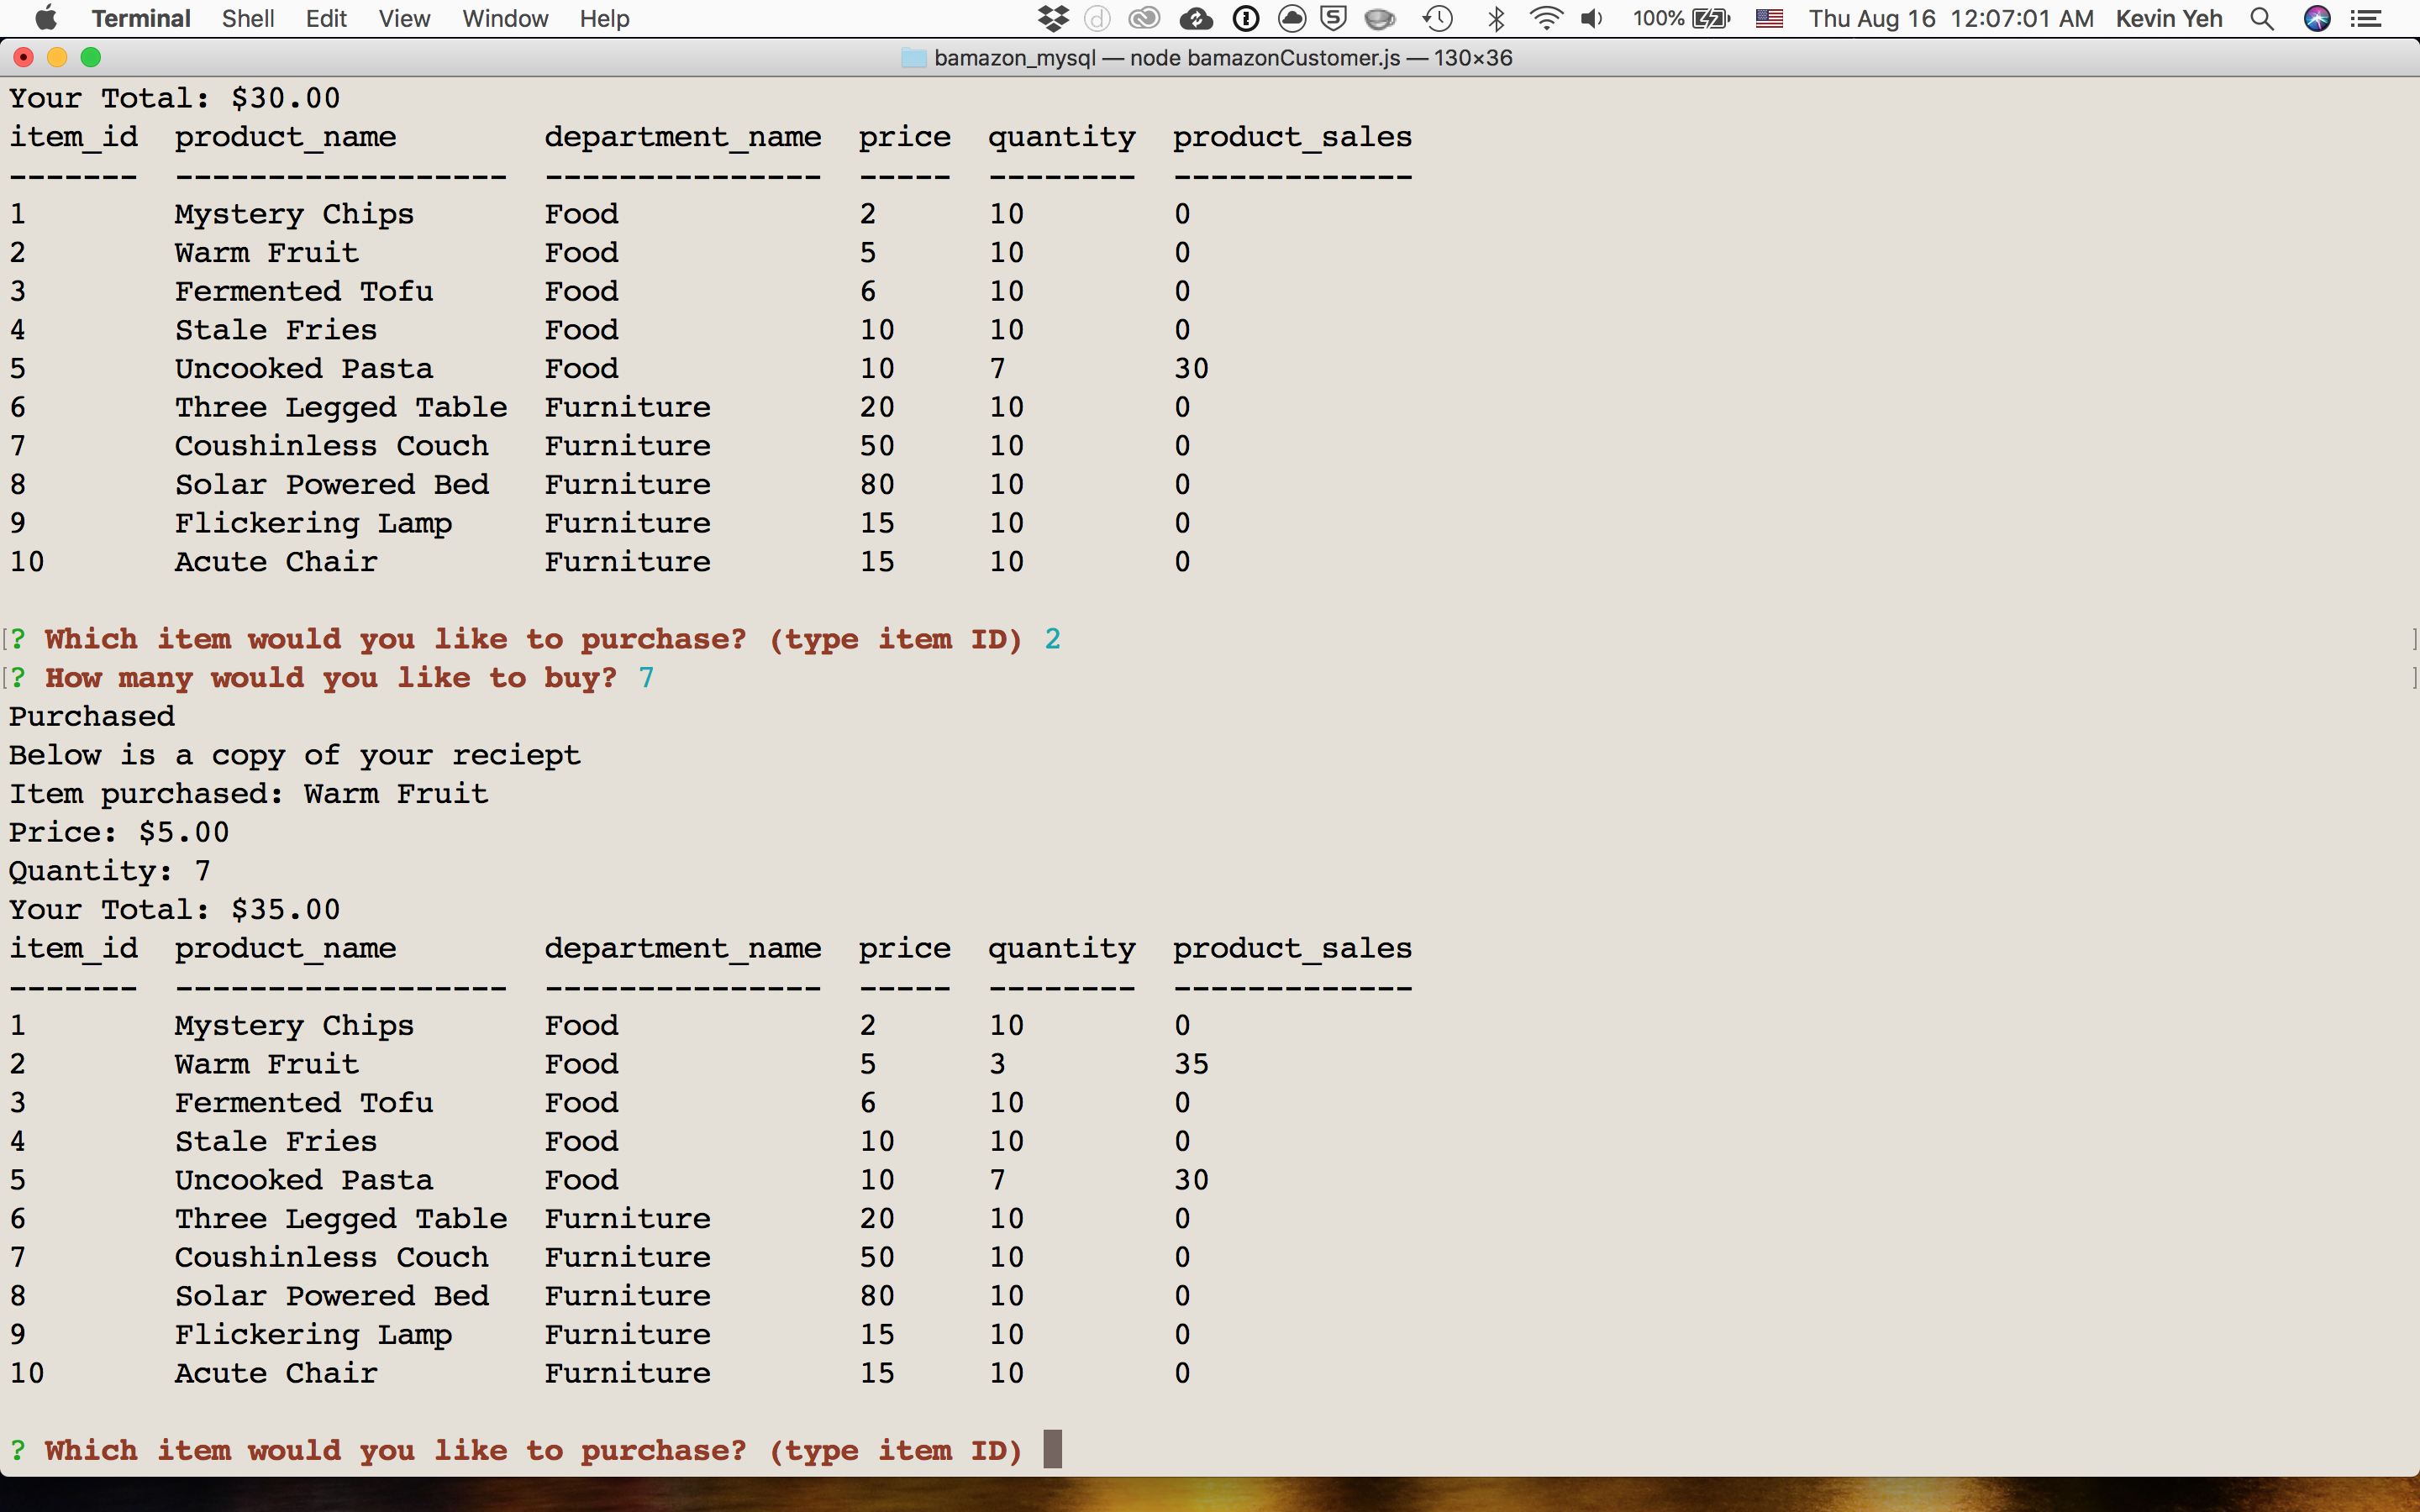 Terminal Shell Edit View Window Help 100% Thu Aug 16 12:07:01 AM Kevin Yeh
bamazon_mysql — node bamazonCustomer.js — 130×36
Your Total: $30.00
item_id  product_name        department_name  price  quantity  product_sales
-------  ------------------  ---------------  -----  --------  -------------
1        Mystery Chips       Food             2      10        0
2        Warm Fruit          Food             5      10        0
3        Fermented Tofu      Food             6      10        0
4        Stale Fries         Food             10     10        0
5        Uncooked Pasta      Food             10     7         30
6        Three Legged Table  Furniture        20     10        0
7        Coushinless Couch   Furniture        50     10        0
8        Solar Powered Bed   Furniture        80     10        0
9        Flickering Lamp     Furniture        15     10        0
10       Acute Chair         Furniture        15     10        0
[? Which item would you like to purchase? (type item ID) 2 ]
[? How many would you like to buy? 7 ]
Purchased
Below is a copy of your reciept
Item purchased: Warm Fruit
Price: $5.00
Quantity: 7
Your Total: $35.00
item_id  product_name        department_name  price  quantity  product_sales
-------  ------------------  ---------------  -----  --------  -------------
1        Mystery Chips       Food             2      10        0
2        Warm Fruit          Food             5      3         35
3        Fermented Tofu      Food             6      10        0
4        Stale Fries         Food             10     10        0
5        Uncooked Pasta      Food             10     7         30
6        Three Legged Table  Furniture        20     10        0
7        Coushinless Couch   Furniture        50     10        0
8        Solar Powered Bed   Furniture        80     10        0
9        Flickering Lamp     Furniture        15     10        0
10       Acute Chair         Furniture        15     10        0
? Which item would you like to purchase? (type item ID)